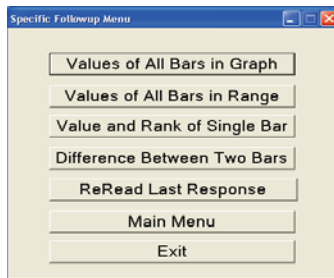 Specific Followup Menu
Values of All Bars in Graph
Values of All Bars in Range
Value and Rank of Single Bar
Difference Between Two Bars
ReRead Last Response
Main Menu
Exit